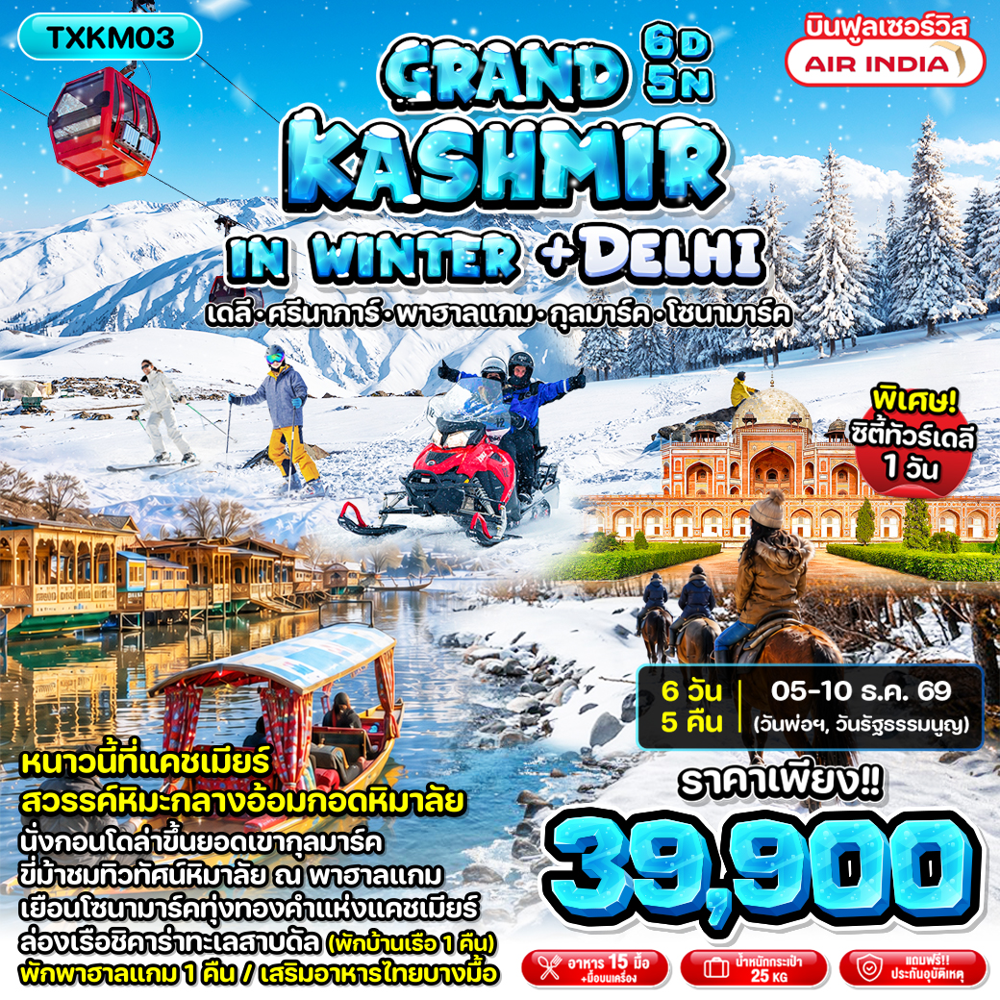 TXKM03
บินฟูลเซอร์วิส
AIR INDIA
GRAND 6D 5N
KASHMIR
IN WINTER +DELHI
เดลี • ศรีนาการ์ • พาฮาลแกม • กุลมาร์ค • โซนามาร์ค
พิเศษ!
ซิตี้ทัวร์เดลี
1 วัน
6 วัน
5 คืน
05-10 ธ.ค. 69
(วันพ่อฯ, วันรัฐธรรมนูญ)
ราคาเพียง!!
39,900
หนาวนี้ที่แคชเมียร์
สวรรค์หิมะกลางอ้อมกอดหิมาลัย
นั่งกอนโดล่าขึ้นยอดเขากุลมาร์ค
ขี่ม้าชมทิวทัศน์หิมาลัย ณ พาฮาลแกม
เยือนโซนามาร์คทุ่งทองคำแห่งแคชเมียร์
ล่องเรือชิคาร่าทะเลสาบดัล (พักบ้านเรือ 1 คืน)
พักพาฮาลแกม 1 คืน / เสริมอาหารไทยบางมื้อ
อาหาร 15 มื้อ
+มื้อบนเครื่อง
น้ำหนักกระเป๋า
25 KG
แถมฟรี!!
ประกันอุบัติเหตุ